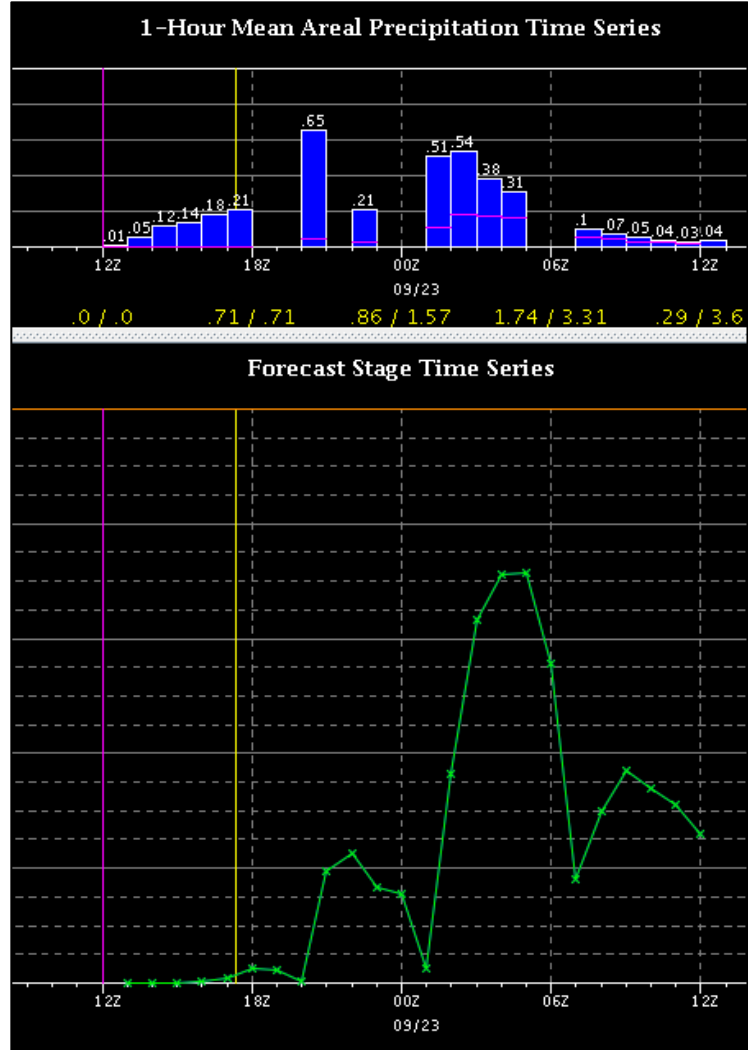 1-Hour Mean Areal Precipitation Time Series
.01 .05 .12 .14 .18 .21 .65 .21 .51 .54 .38 .31 .1 .07 .05 .04 .03 .04
12Z 18Z 00Z 06Z 12Z
09/23
.0 / .0 .71 / .71 .86 / 1.57 1.74 / 3.31 .29 / 3.6
Forecast Stage Time Series
12Z 18Z 00Z 06Z 12Z
09/23